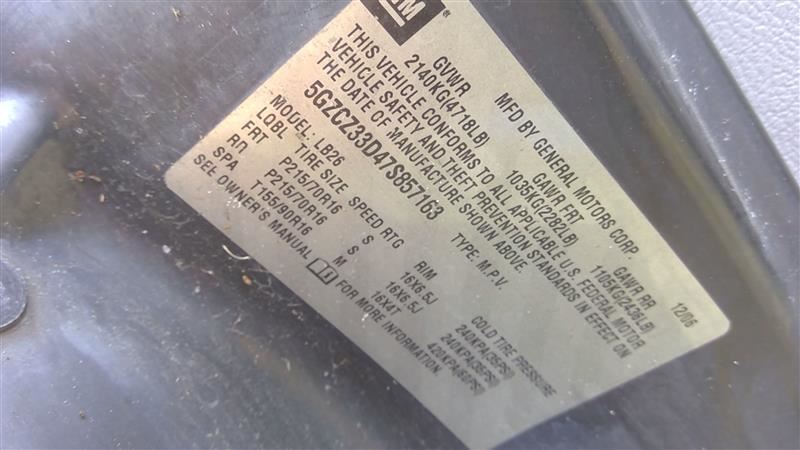 GM ®
MFD BY GENERAL MOTORS CORP. 12/06
GVWR GAWR FRT GAWR RR
2140KG(4718LB) 1035KG(2282LB) 1105KG(2436LB)
THIS VEHICLE CONFORMS TO ALL APPLICABLE U.S. FEDERAL MOTOR
VEHICLE SAFETY AND THEFT PREVENTION STANDARDS IN EFFECT ON
THE DATE OF MANUFACTURE SHOWN ABOVE.
5GZCZ33D47S857163 TYPE: M.P.V.
MODEL: LB26
LQBL TIRE SIZE SPEED RTG RIM COLD TIRE PRESSURE
FRT P215/70R16 S 16X6.5J 240KPA(35PSI)
RR P215/70R16 S 16X6.5J 240KPA(35PSI)
SPA T155/90R16 M 16X4T 420KPA(60PSI)
SEE OWNER'S MANUAL FOR MORE INFORMATION.